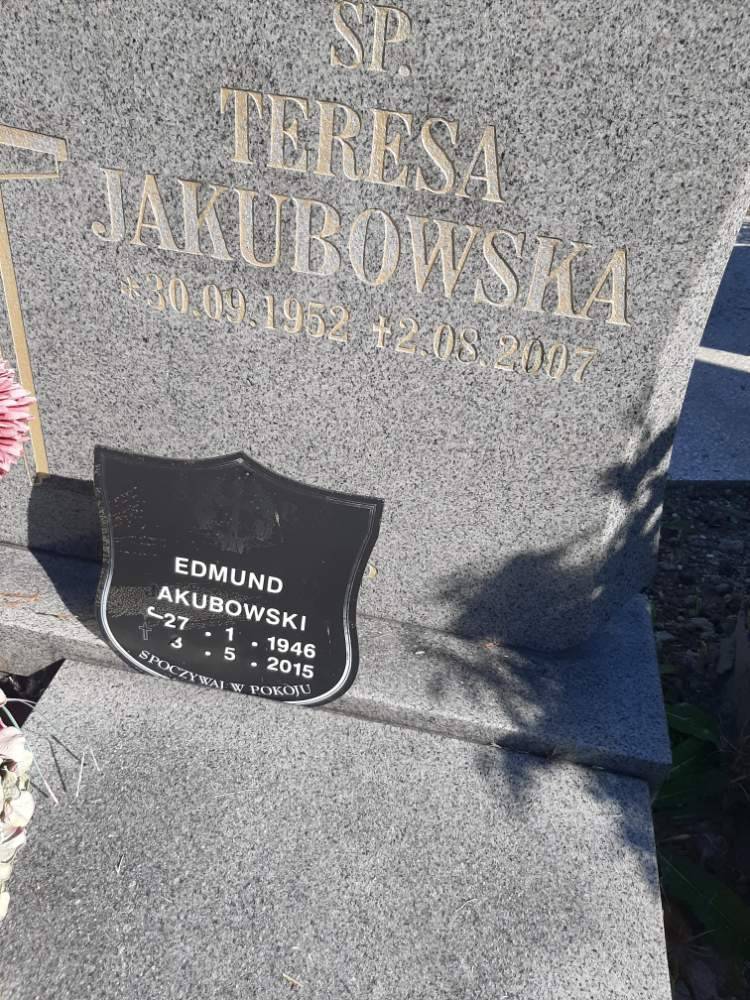 SP.
TERESA
JAKUBOWSKA
*30.09.1952 †2.08.2007
EDMUND
AKUBOWSKI
27 . 1 . 1946
† 3 . 5 . 2015
SPOCZYWAJ W POKOJU